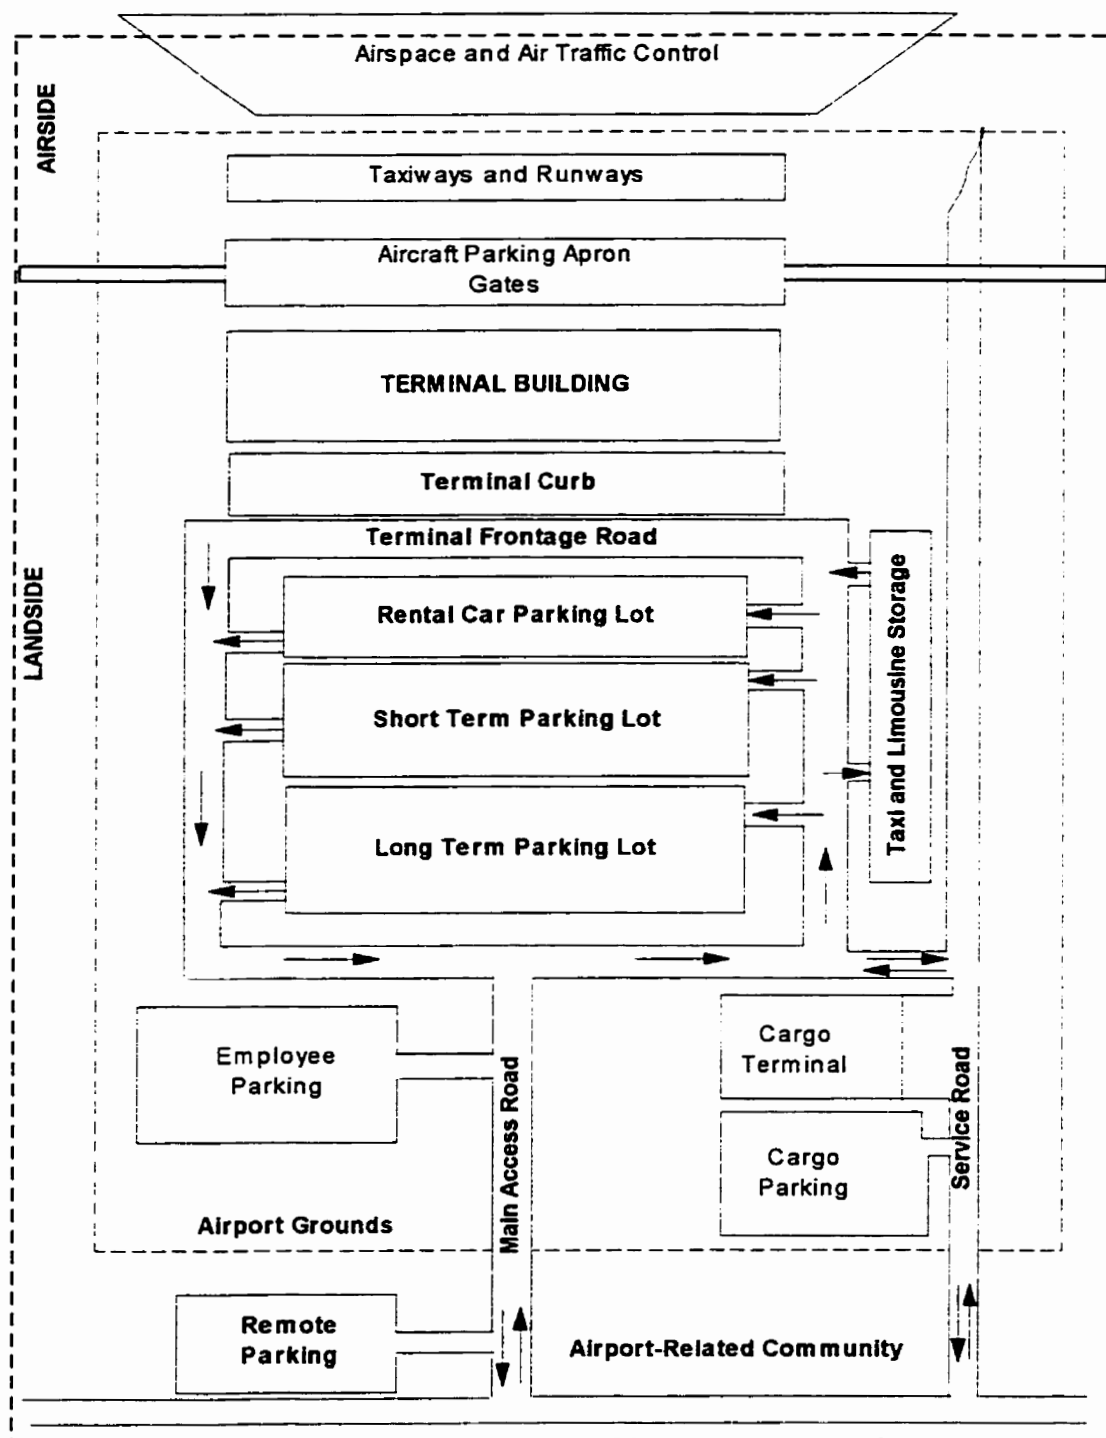 Airspace and Air Traffic Control
AIRSIDE
Taxiways and Runways
Aircraft Parking Apron
Gates
TERMINAL BUILDING
Terminal Curb
Terminal Frontage Road
LANDSIDE
Rental Car Parking Lot
Short Term Parking Lot
Long Term Parking Lot
Taxi and Limousine Storage
Employee
Parking
Main Access Road
Cargo
Terminal
Service Road
Cargo
Parking
Airport Grounds
Remote
Parking
Airport-Related Community